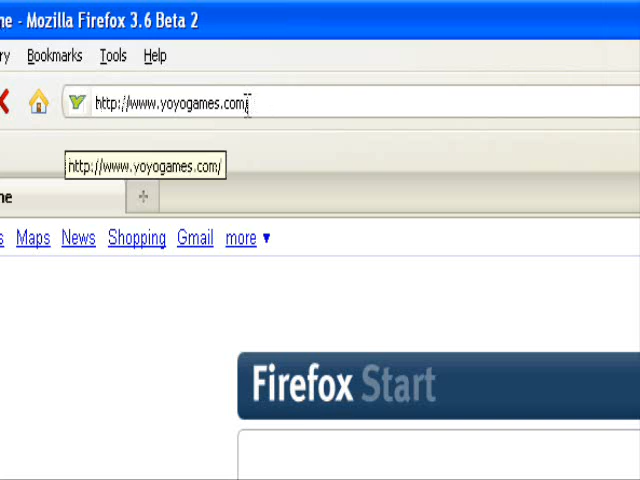 ne - Mozilla Firefox 3.6 Beta 2
ry Bookmarks Tools Help
http://www.yoyogames.com/
http://www.yoyogames.com/
ne
s Maps News Shopping Gmail more ▼
Firefox Start